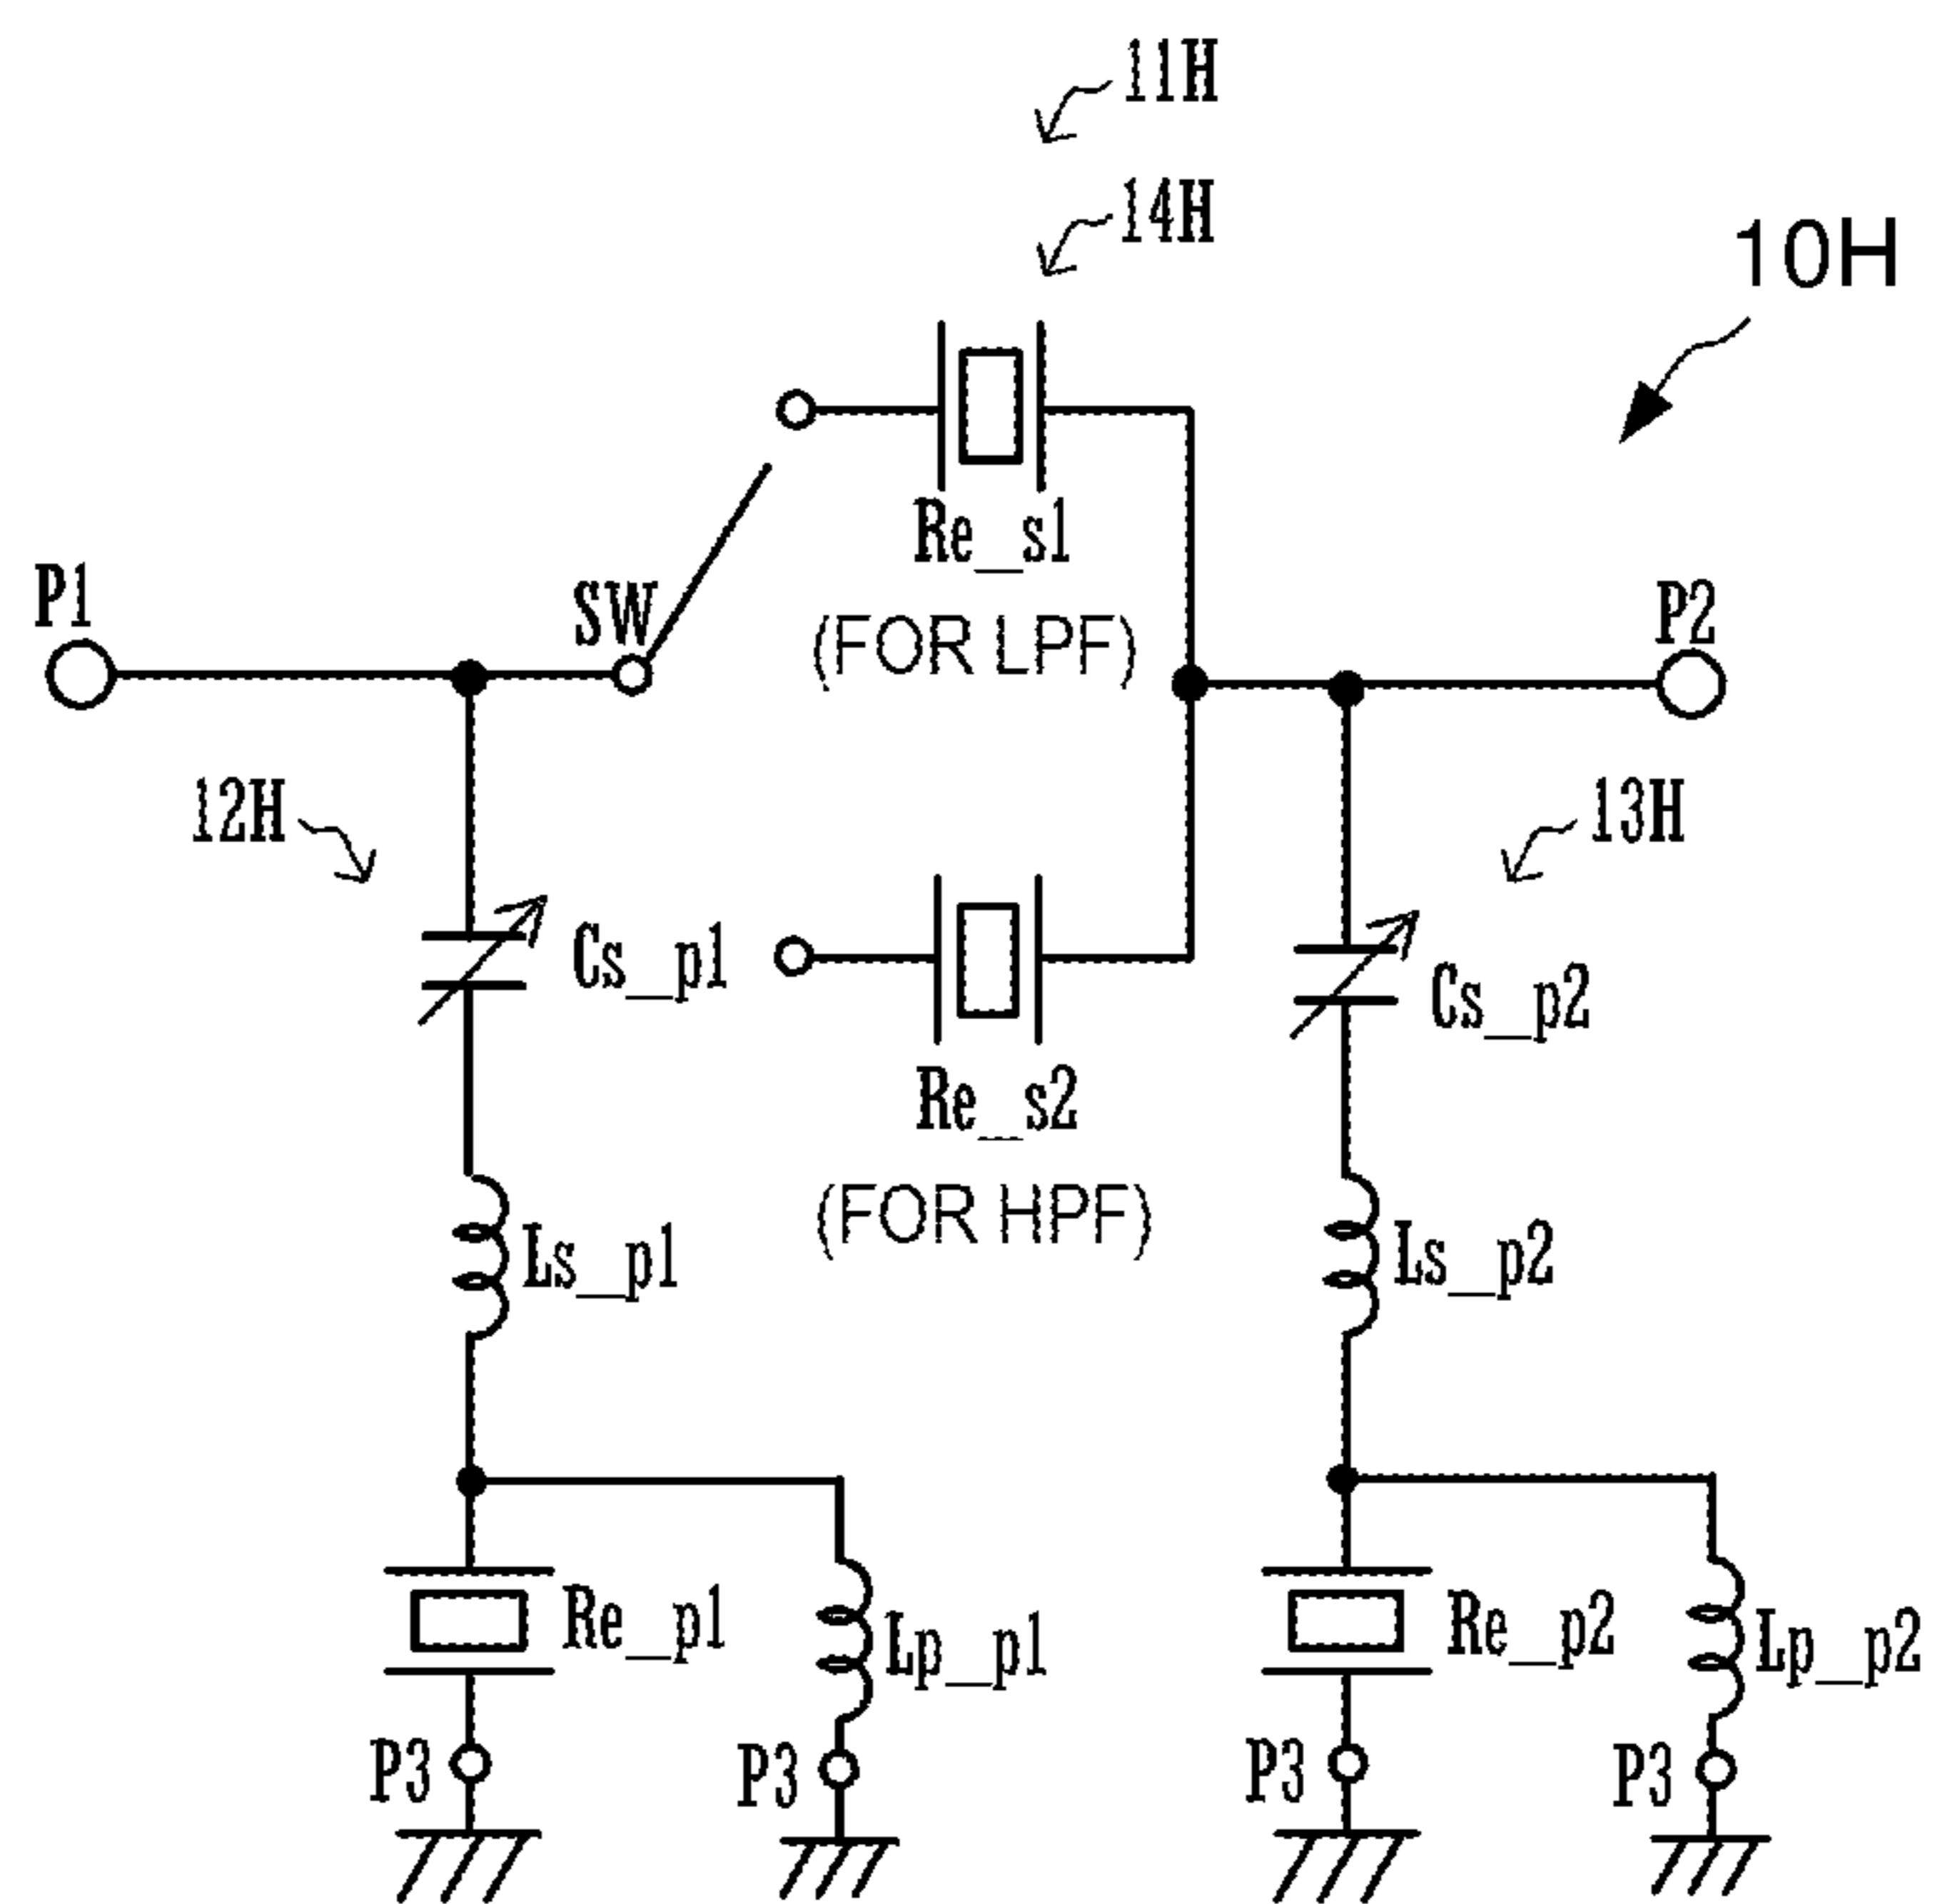 11H
14H
10H
Re_s1
P1
SW
(FOR LPF)
P2
12H
13H
Cs_p1
Cs_p2
Re_s2
(FOR HPF)
Ls_p1
Ls_p2
Re_p1
Lp_p1
Re_p2
Lp_p2
P3
P3
P3
P3